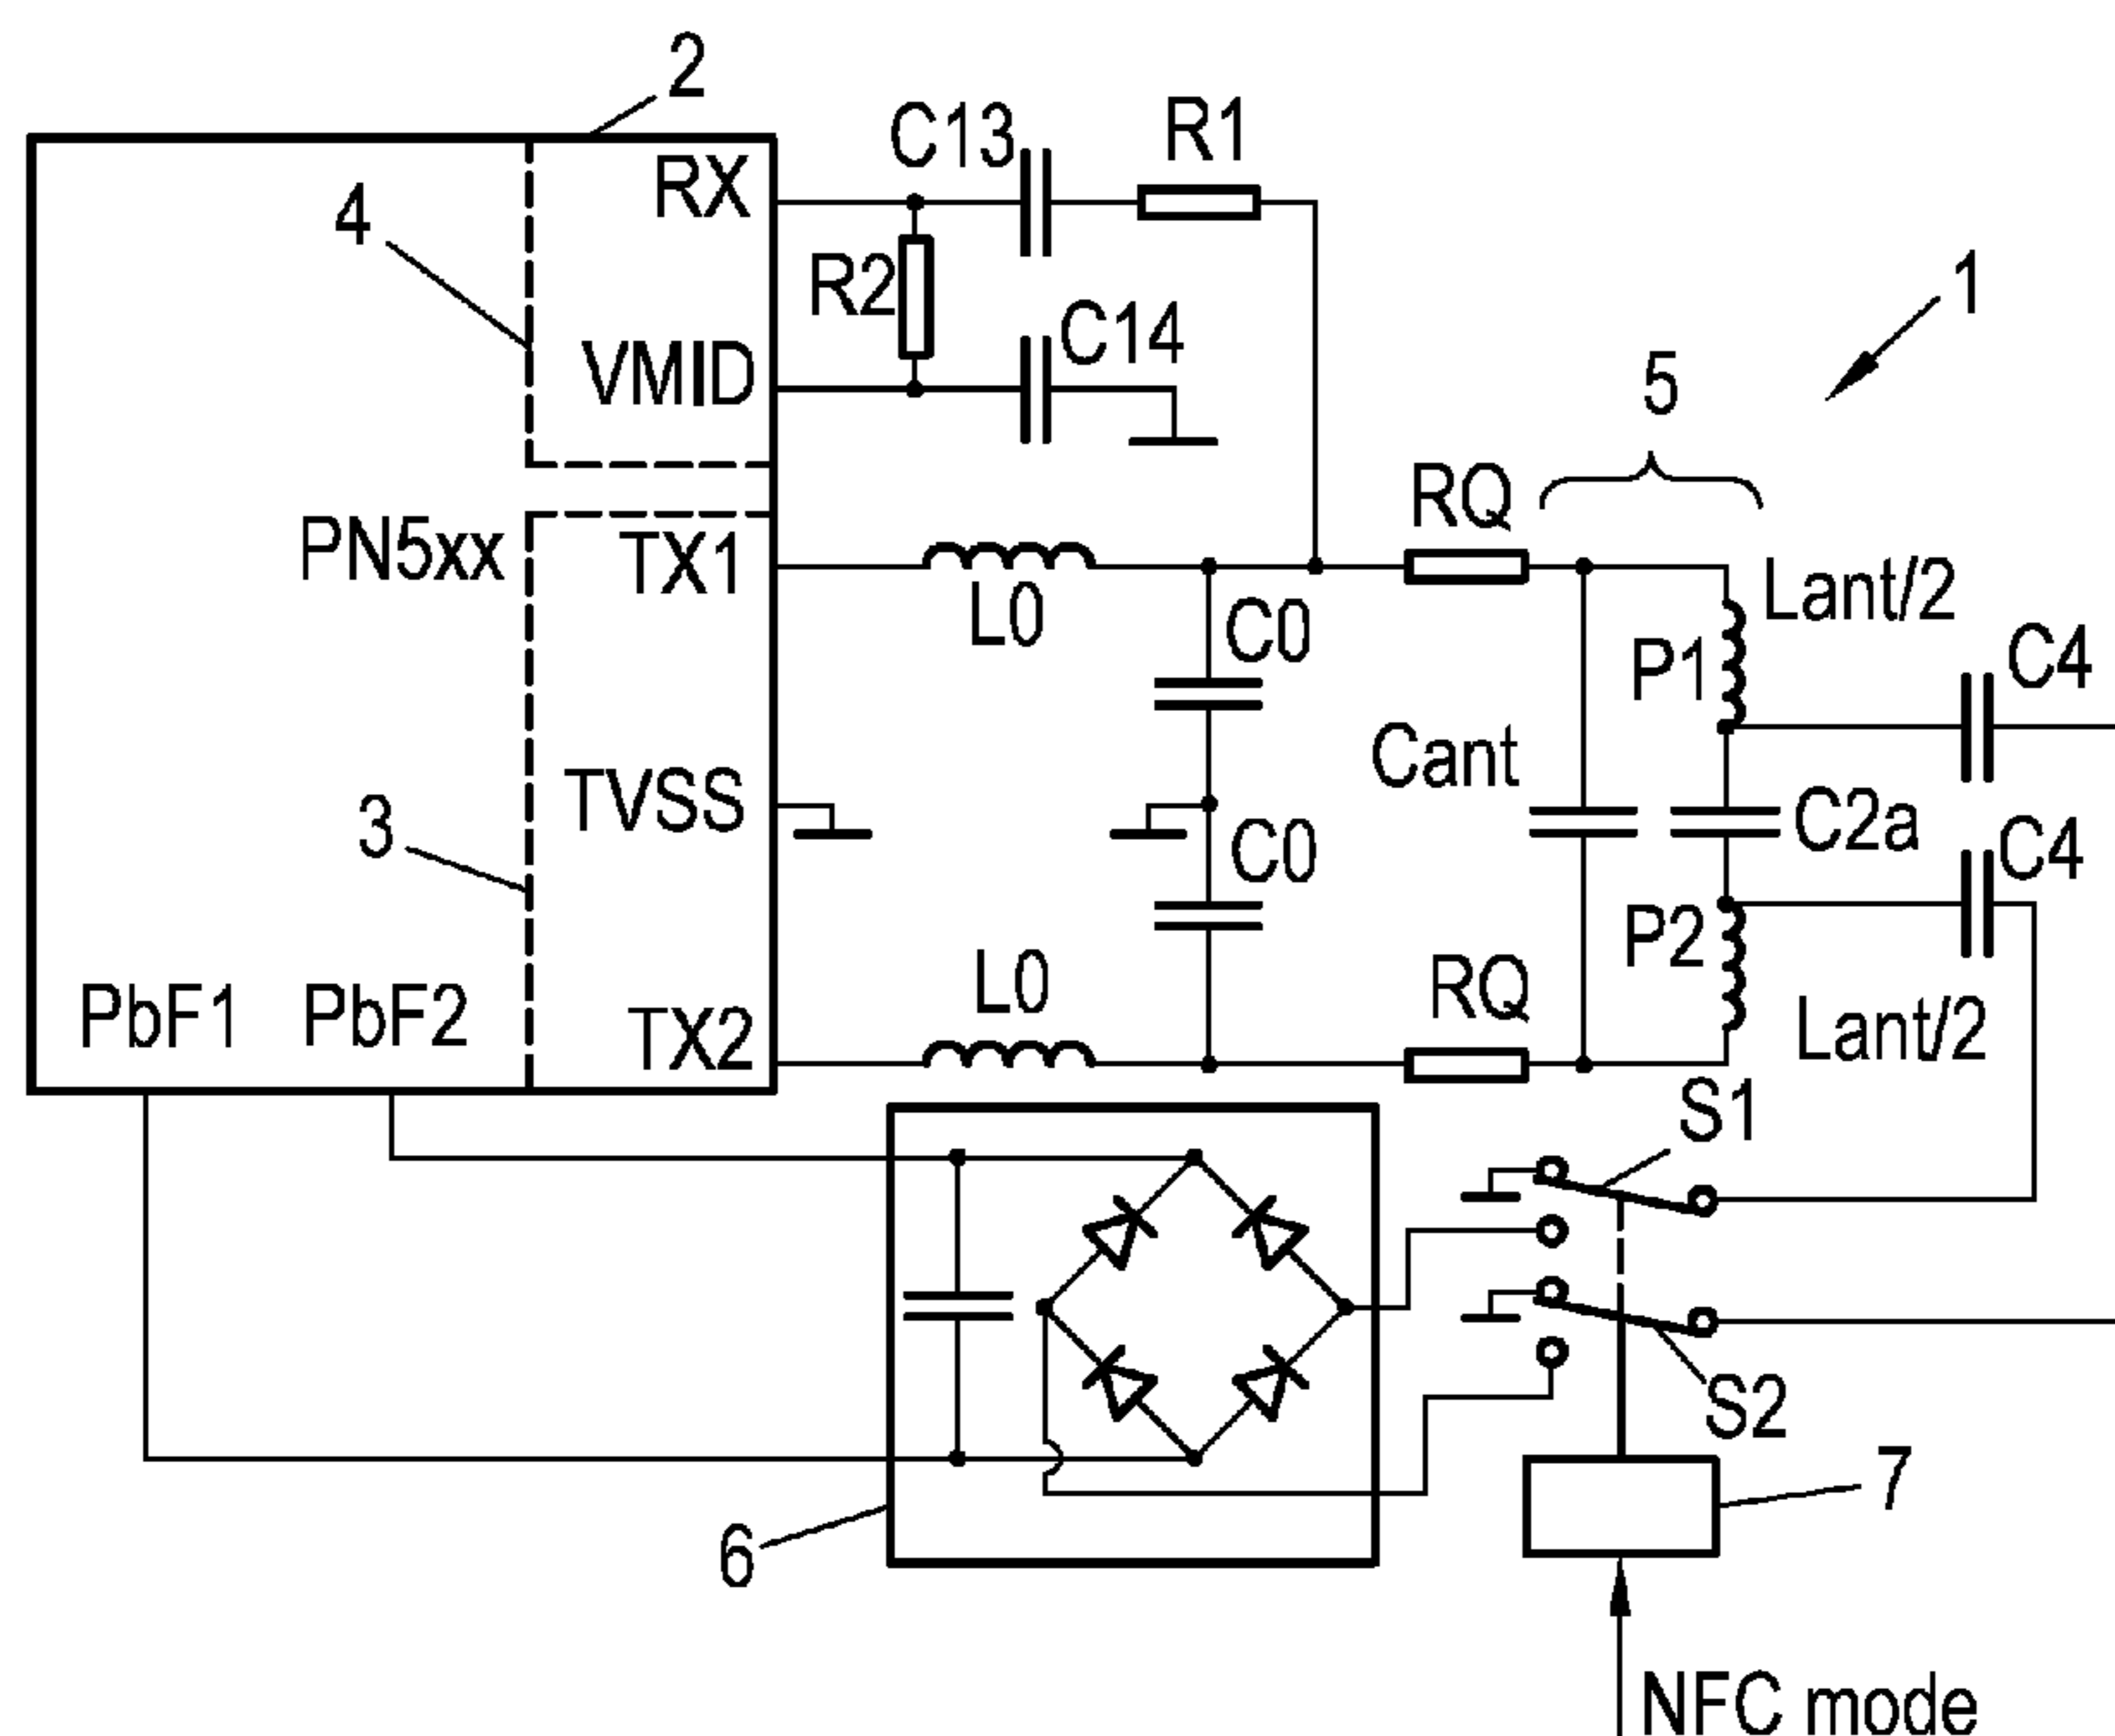 2
C13
R1
RX
4
R2
C14
1
VMID
5
RQ
PN5xx
TX1
Lant/2
L0
C0
P1
C4
Cant
TVSS
C2a
3
C0
C4
P2
L0
RQ
PbF1
PbF2
TX2
Lant/2
S1
S2
7
6
NFC mode